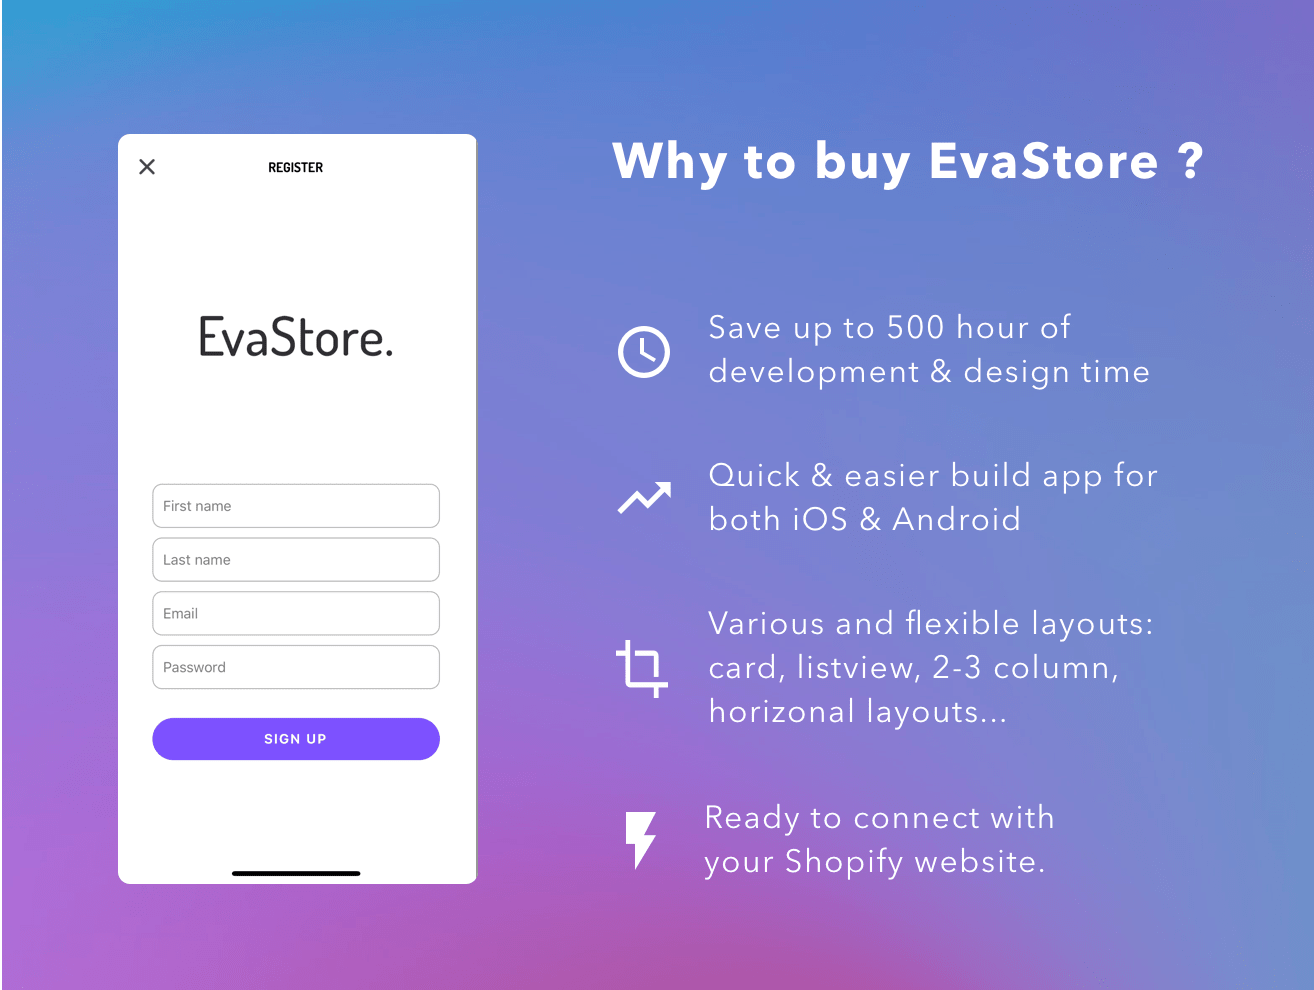 REGISTER
EvaStore.
First name
Last name
Email
Password
SIGN UP
Why to buy EvaStore ?
Save up to 500 hour of
development & design time
Quick & easier build app for
both iOS & Android
Various and flexible layouts:
card, listview, 2-3 column,
horizonal layouts...
Ready to connect with
your Shopify website.